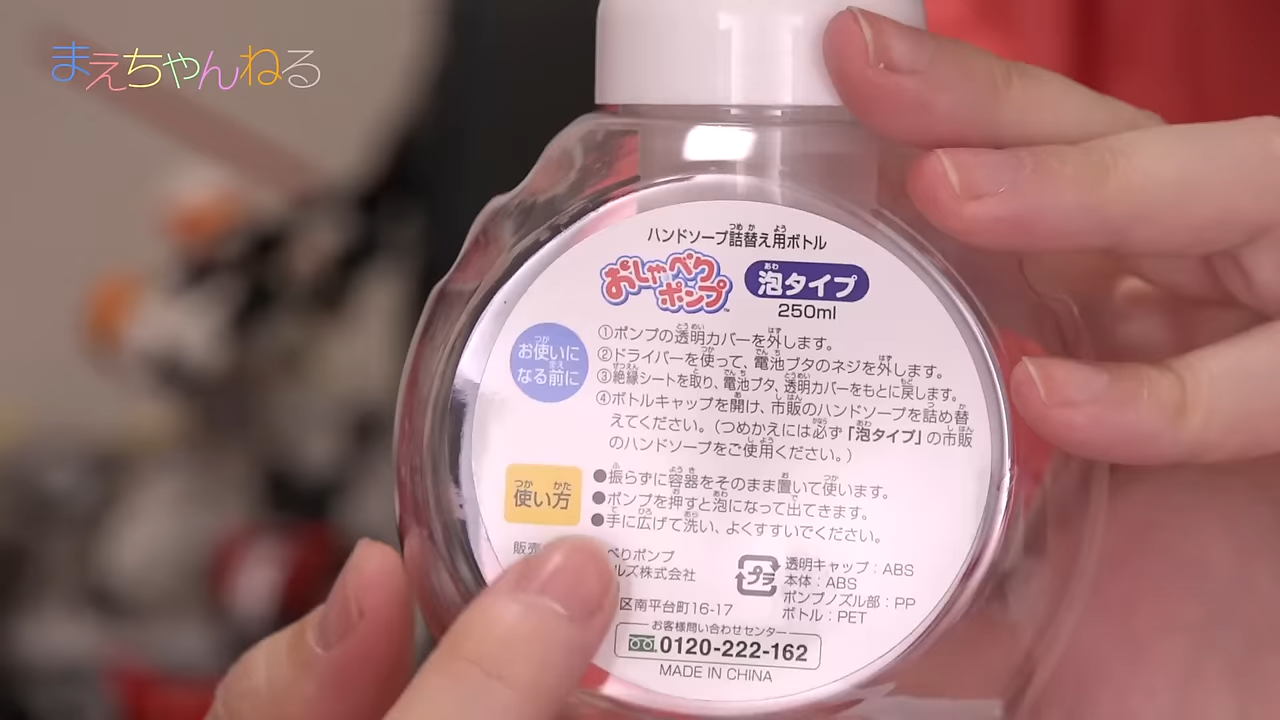 まえちゃんねる
ハンドソープ詰替え用ボトル
おしゃべくポンプ™
泡タイプ
250ml
お使いになる前に
①ポンプの透明カバーを外します。
②ドライバーを使って、電池ブタのネジを外します。
③絶縁シートを取り、電池ブタ、透明カバーをもとに戻します。
④ボトルキャップを開け、市販のハンドソープを詰め替
えてください。(つめかえには必ず「泡タイプ」の市販
のハンドソープをご使用ください。)
使い方
●振らずに容器をそのまま置いて使います。
●ポンプを押すと泡になって出てきます。
●手に広げて洗い、よくすすいでください。
販売
ぺりポンプ
ルズ株式会社
区南平台町16-17
プラ
透明キャップ：ABS
本体：ABS
ポンプノズル部：PP
ボトル：PET
お客様問い合わせセンター
0120-222-162
MADE IN CHINA